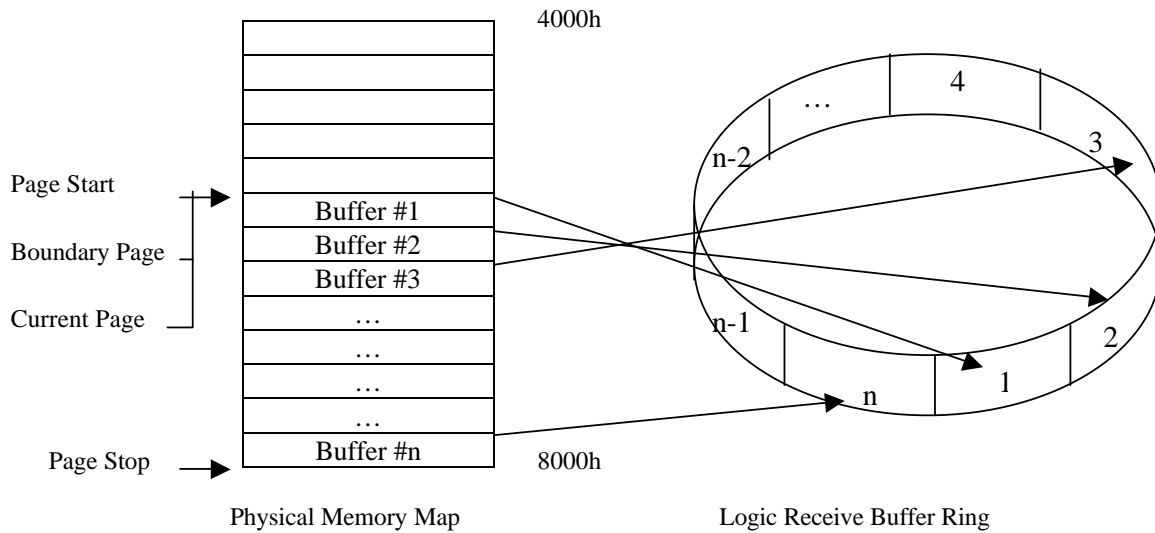 4000h
4
…
3
n-2
Page Start
Buffer #1
Boundary Page
Buffer #2
Buffer #3
Current Page
…
…
…
…
n-1
2
1
n
Buffer #n
Page Stop
8000h
Physical Memory Map
Logic Receive Buffer Ring